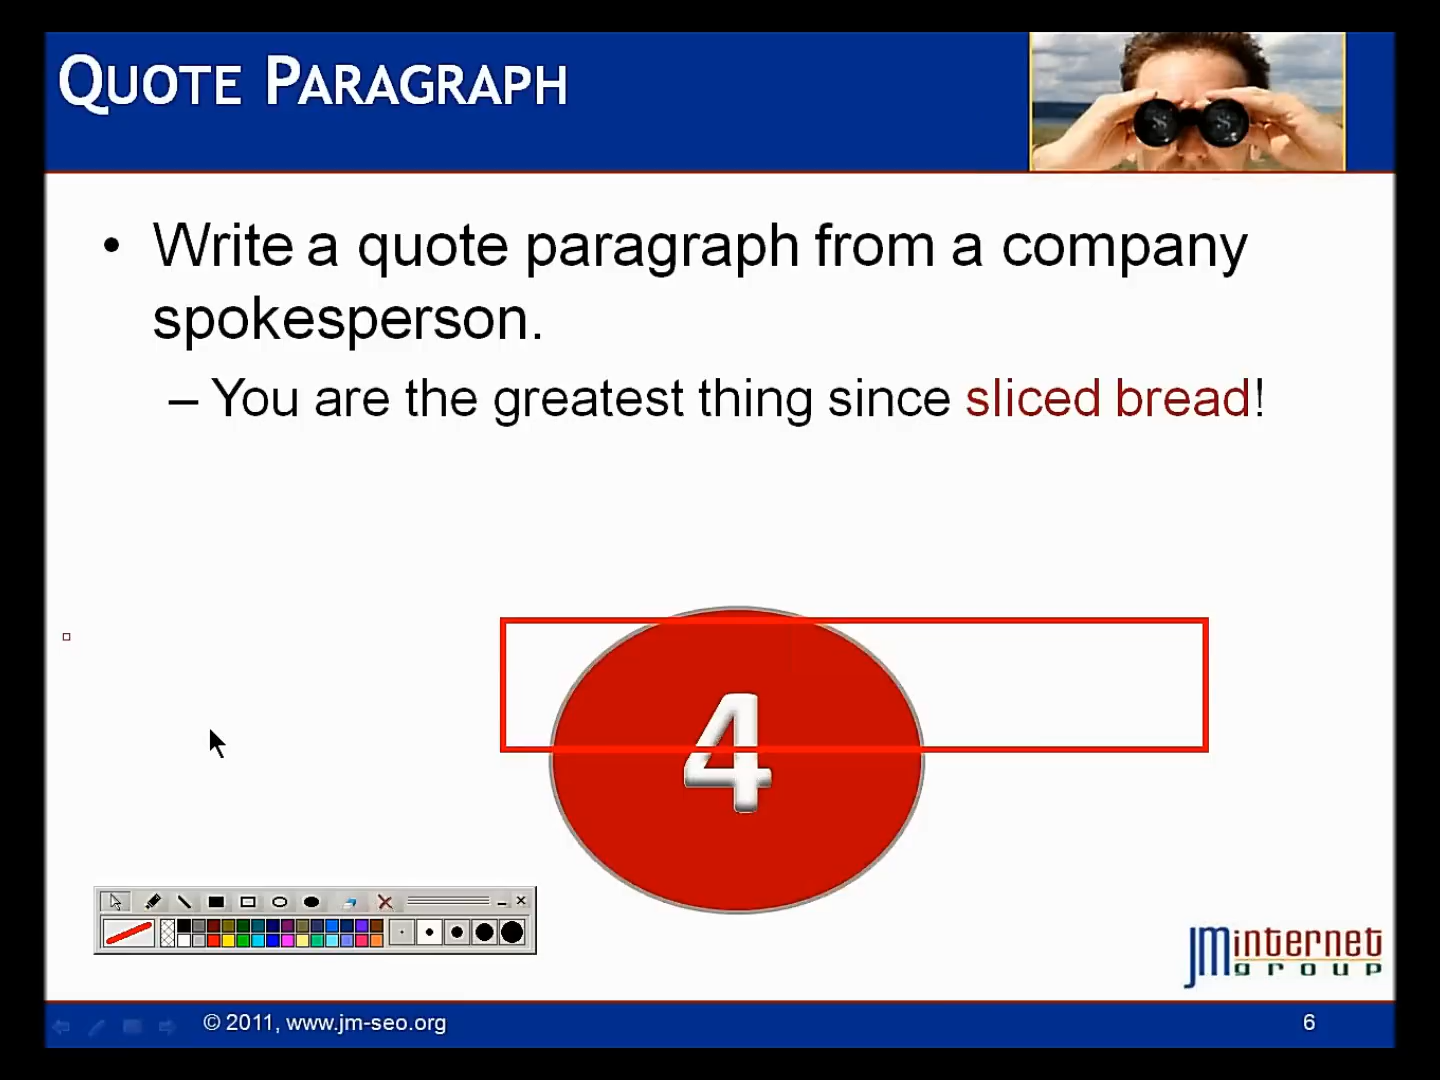 QUOTE PARAGRAPH
• Write a quote paragraph from a company
spokesperson.
– You are the greatest thing since sliced bread!
4
JMinternet
group
© 2011, www.jm-seo.org
6